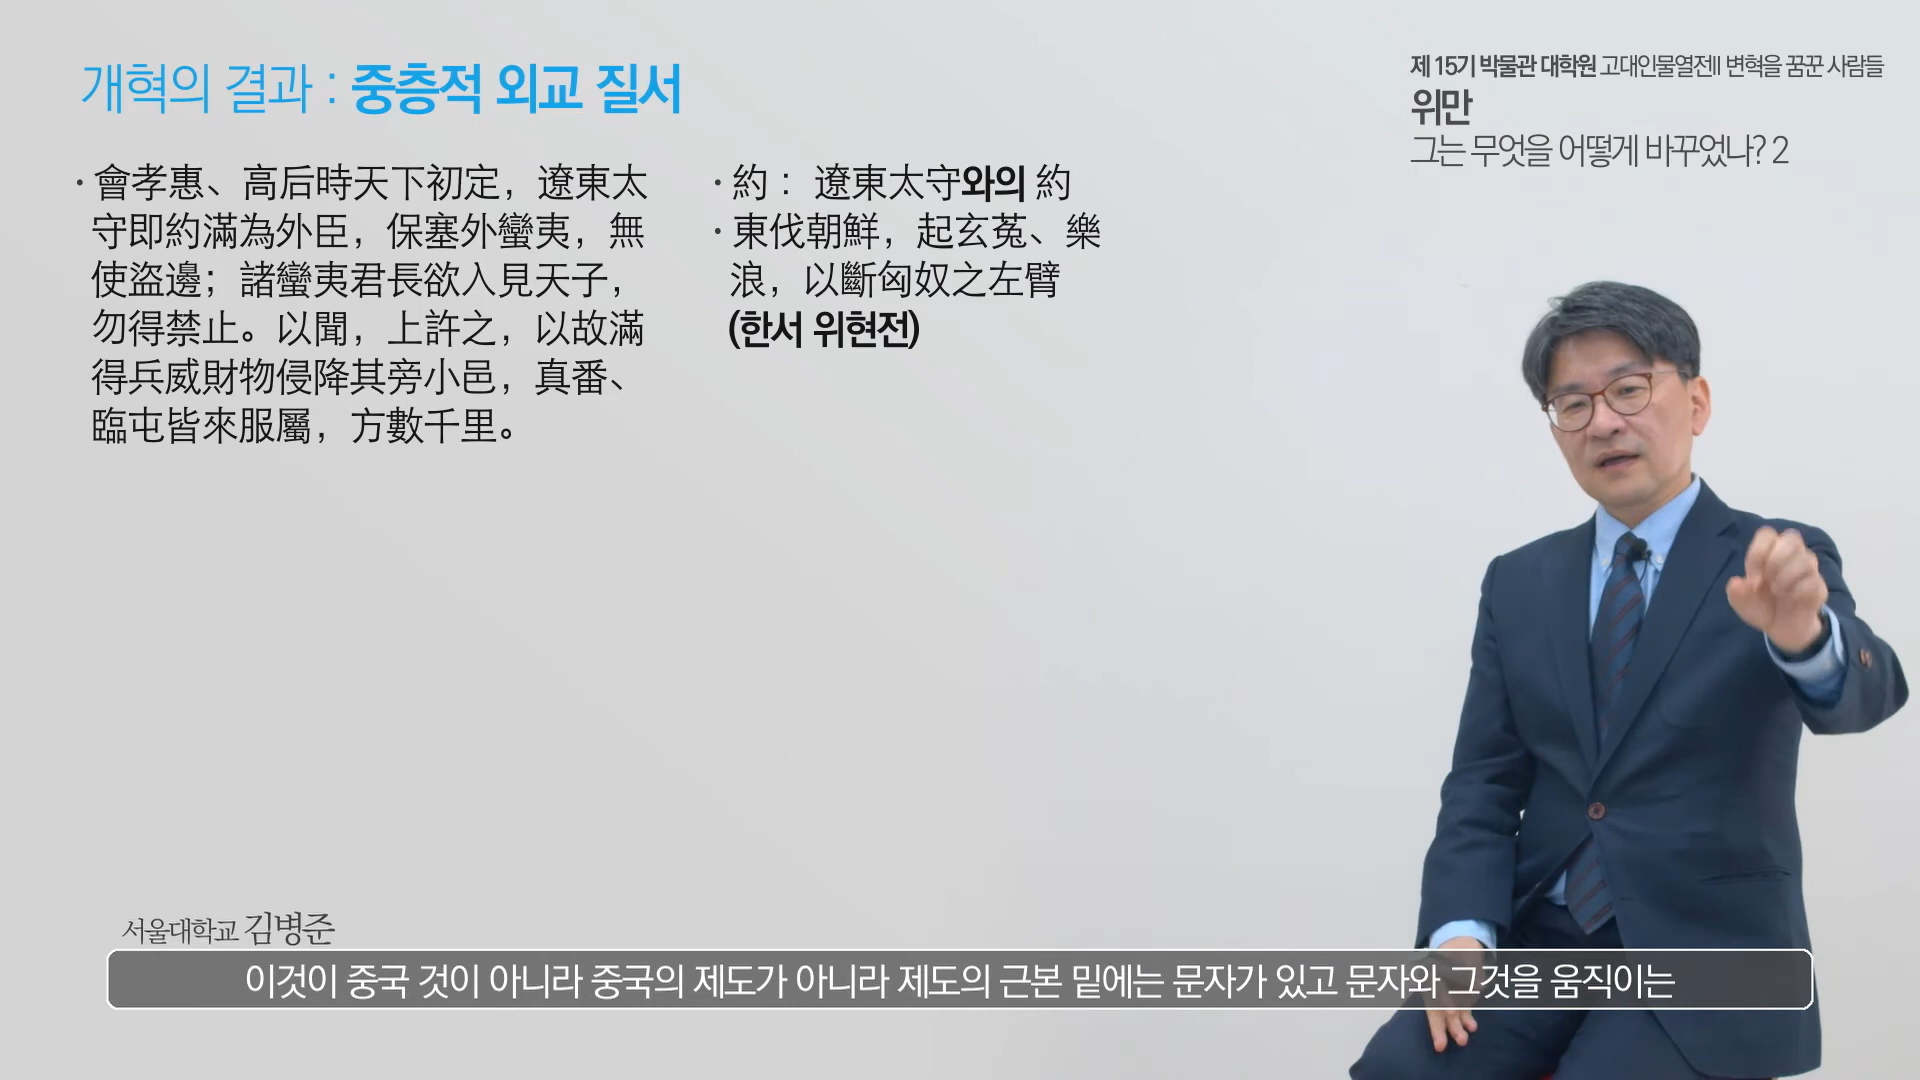 개혁의 결과 : 중층적 외교 질서
제 15기 박물관 대학원 고대인물열전Ⅱ 변혁을 꿈꾼 사람들
위만
그는 무엇을 어떻게 바꾸었나? 2
· 會孝惠、高后時天下初定，遼東太
守即約滿為外臣，保塞外蠻夷，無
使盜邊；諸蠻夷君長欲入見天子，
勿得禁止。以聞，上許之，以故滿
得兵威財物侵降其旁小邑，真番、
臨屯皆來服屬，方數千里。
· 約： 遼東太守와의 約
· 東伐朝鮮，起玄菟、樂
浪，以斷匈奴之左臂
(한서 위현전)
서울대학교 김병준
이것이 중국 것이 아니라 중국의 제도가 아니라 제도의 근본 밑에는 문자가 있고 문자와 그것을 움직이는